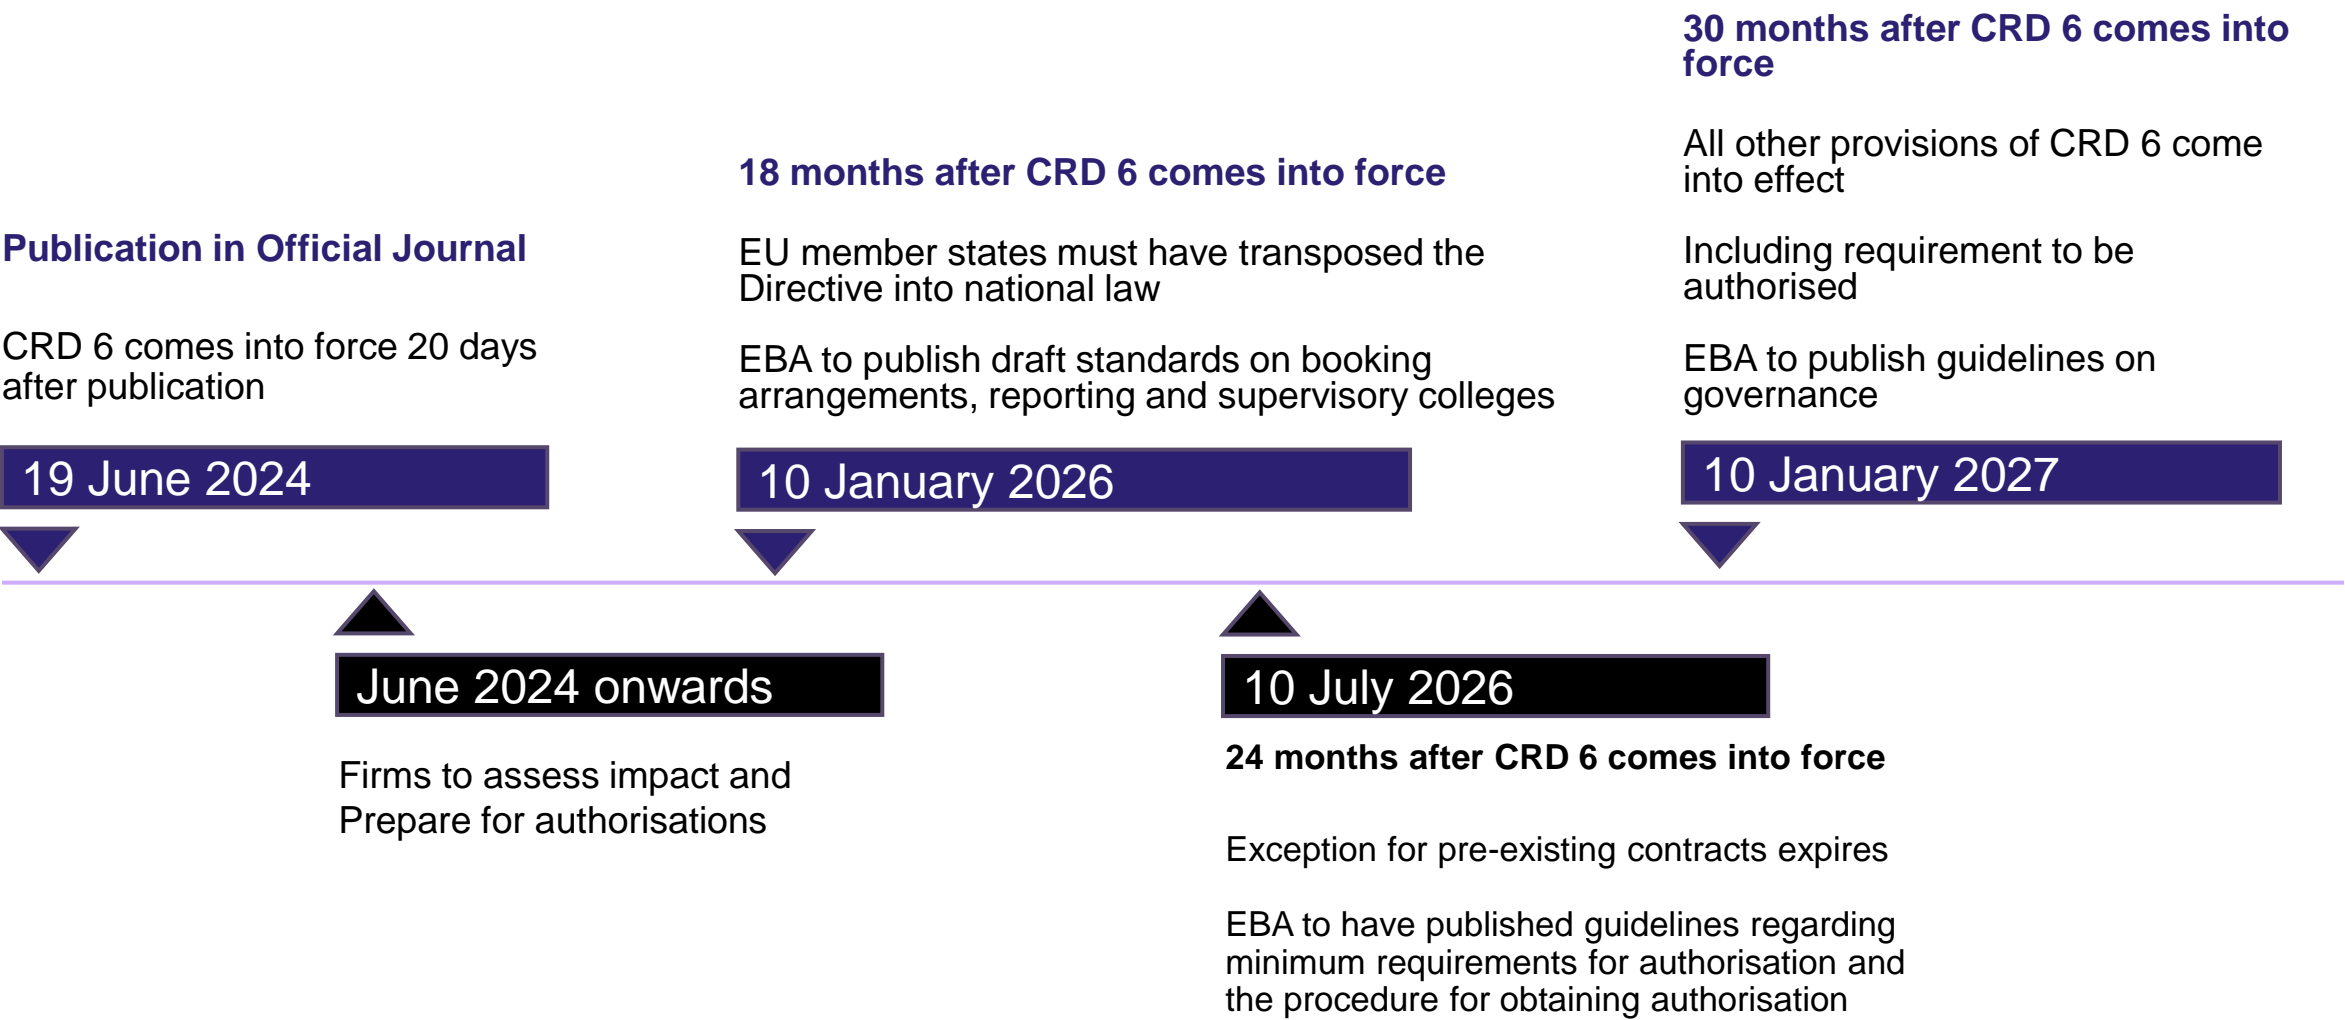 Publication in Official Journal
CRD 6 comes into force 20 days
after publication
19 June 2024
June 2024 onwards
Firms to assess impact and
Prepare for authorisations
18 months after CRD 6 comes into force
EU member states must have transposed the
Directive into national law
EBA to publish draft standards on booking
arrangements, reporting and supervisory colleges
10 January 2026
10 July 2026
24 months after CRD 6 comes into force
Exception for pre-existing contracts expires
EBA to have published guidelines regarding
minimum requirements for authorisation and
the procedure for obtaining authorisation
30 months after CRD 6 comes into
force
All other provisions of CRD 6 come
into effect
Including requirement to be
authorised
EBA to publish guidelines on
governance
10 January 2027